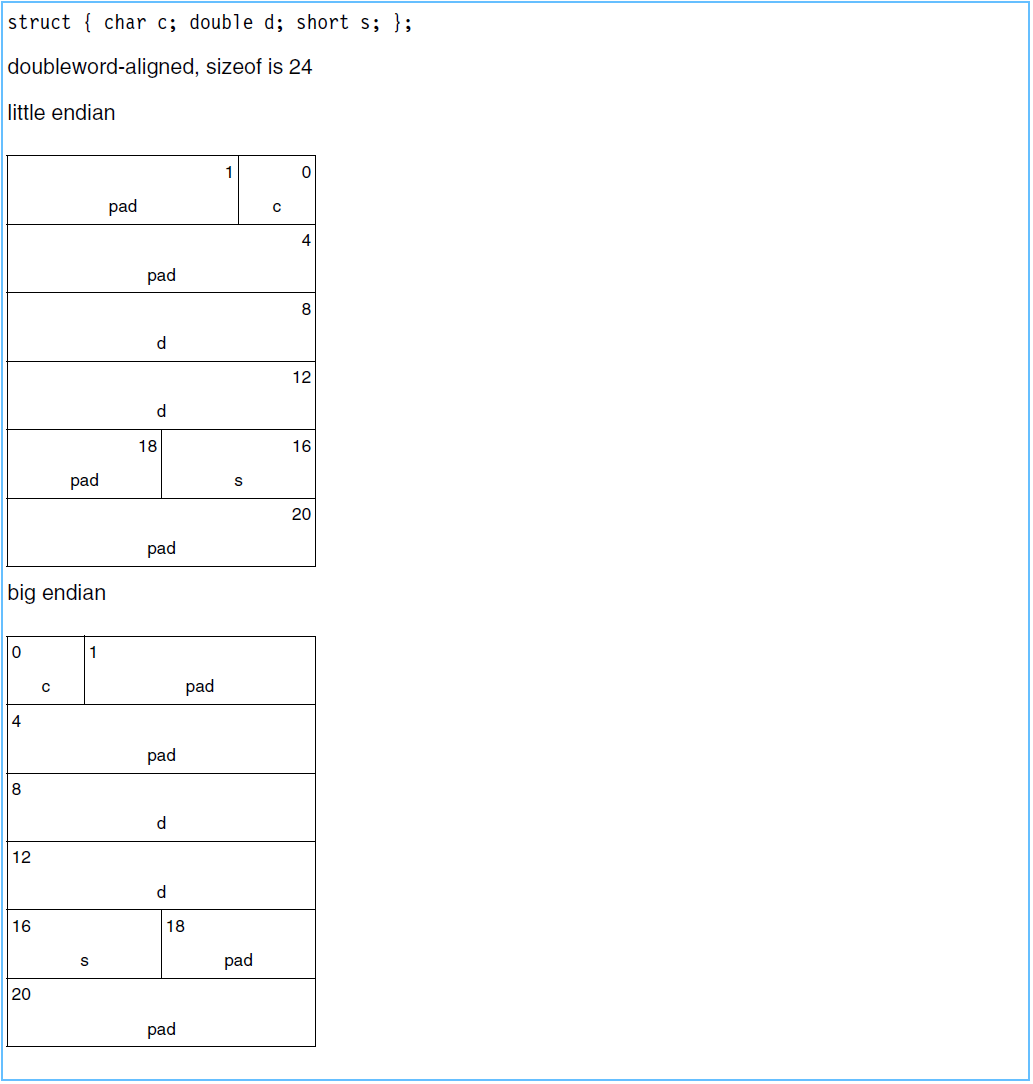 struct { char c; double d; short s; };
doubleword-aligned, sizeof is 24
little endian
1 0
pad c
4
pad
8
d
12
d
18 16
pad s
20
pad
big endian
0 1
c pad
4
pad
8
d
12
d
16 18
s pad
20
pad